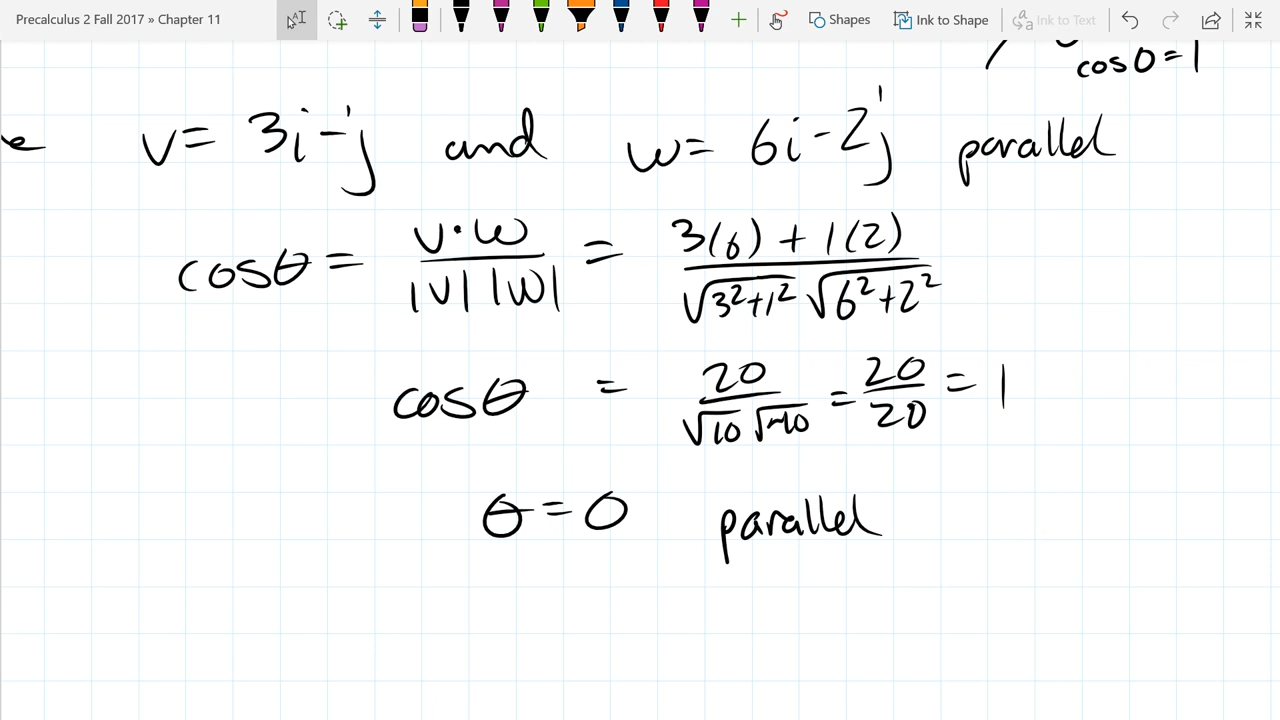 Precalculus 2 Fall 2017 » Chapter 11 Shapes Ink to Shape Ink to Text
cos0=1
v= 3i-j and w= 6i-2j parallel
cosθ = v·w / |v| |w| = 3(6)+1(2) / √3²+1² √6²+2²
cosθ = 20 / √10 √40 = 20/20 = 1
θ=0 parallel